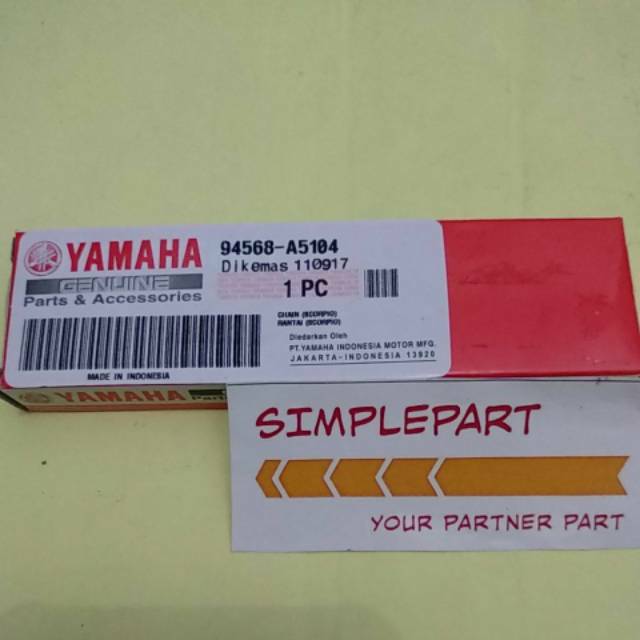 YAMAHA
GENUINE
Parts & Accessories
94568-A5104
Dikemas 110917
1 PC
CHAIN (SCORPIO)
RANTAI (SCORPIO)
Diedarkan Oleh
PT.YAMAHA INDONESIA MOTOR MFG.
JAKARTA-INDONESIA 13920
MADE IN INDONESIA
YAMAHA
SIMPLEPART
YOUR PARTNER PART